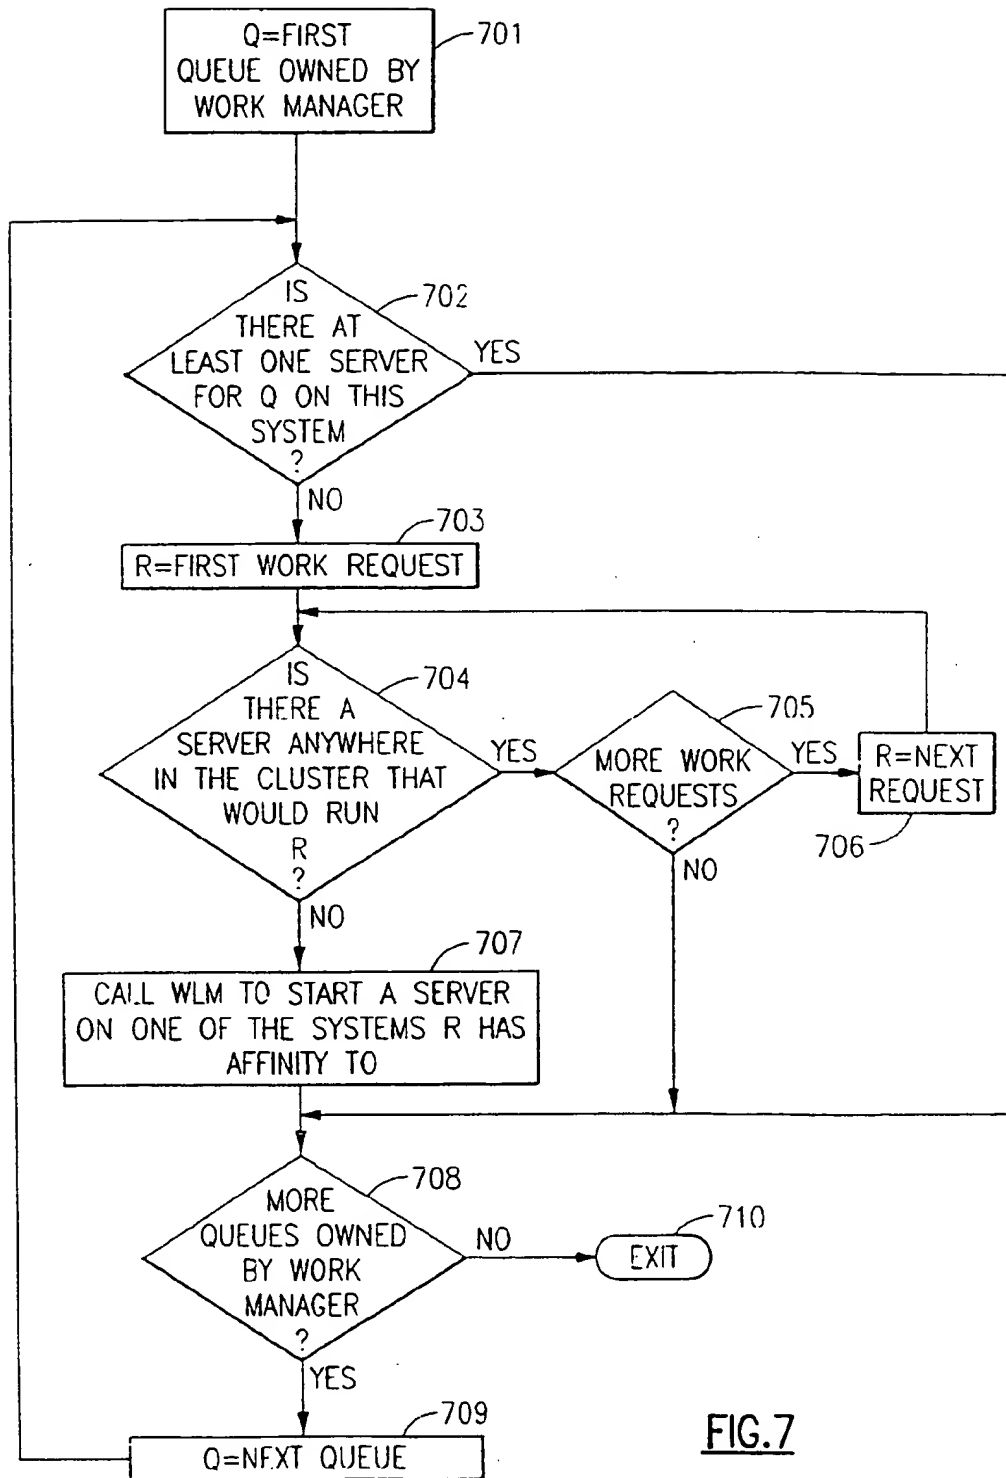 Q=FIRST
QUEUE OWNED BY
WORK MANAGER
701
IS
THERE AT
LEAST ONE SERVER
FOR Q ON THIS
SYSTEM
?
702
YES
NO
703
R=FIRST WORK REQUEST
IS
THERE A
SERVER ANYWHERE
IN THE CLUSTER THAT
WOULD RUN
R
?
704
YES
NO
705
MORE WORK
REQUESTS
?
YES
NO
R=NEXT
REQUEST
706
707
CALL WLM TO START A SERVER
ON ONE OF THE SYSTEMS R HAS
AFFINITY TO
708
MORE
QUEUES OWNED
BY WORK
MANAGER
?
NO
710
EXIT
YES
709
Q=NEXT QUEUE
FIG.7